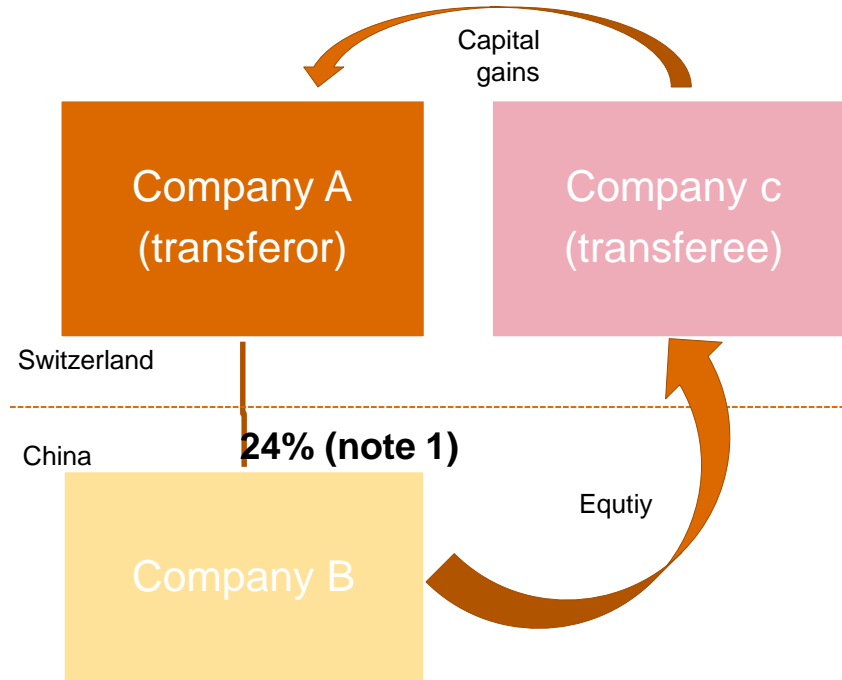 Capital
gains
Company A
(transferor)
Company c
(transferee)
Switzerland
China
24% (note 1)
Equtiy
Company B